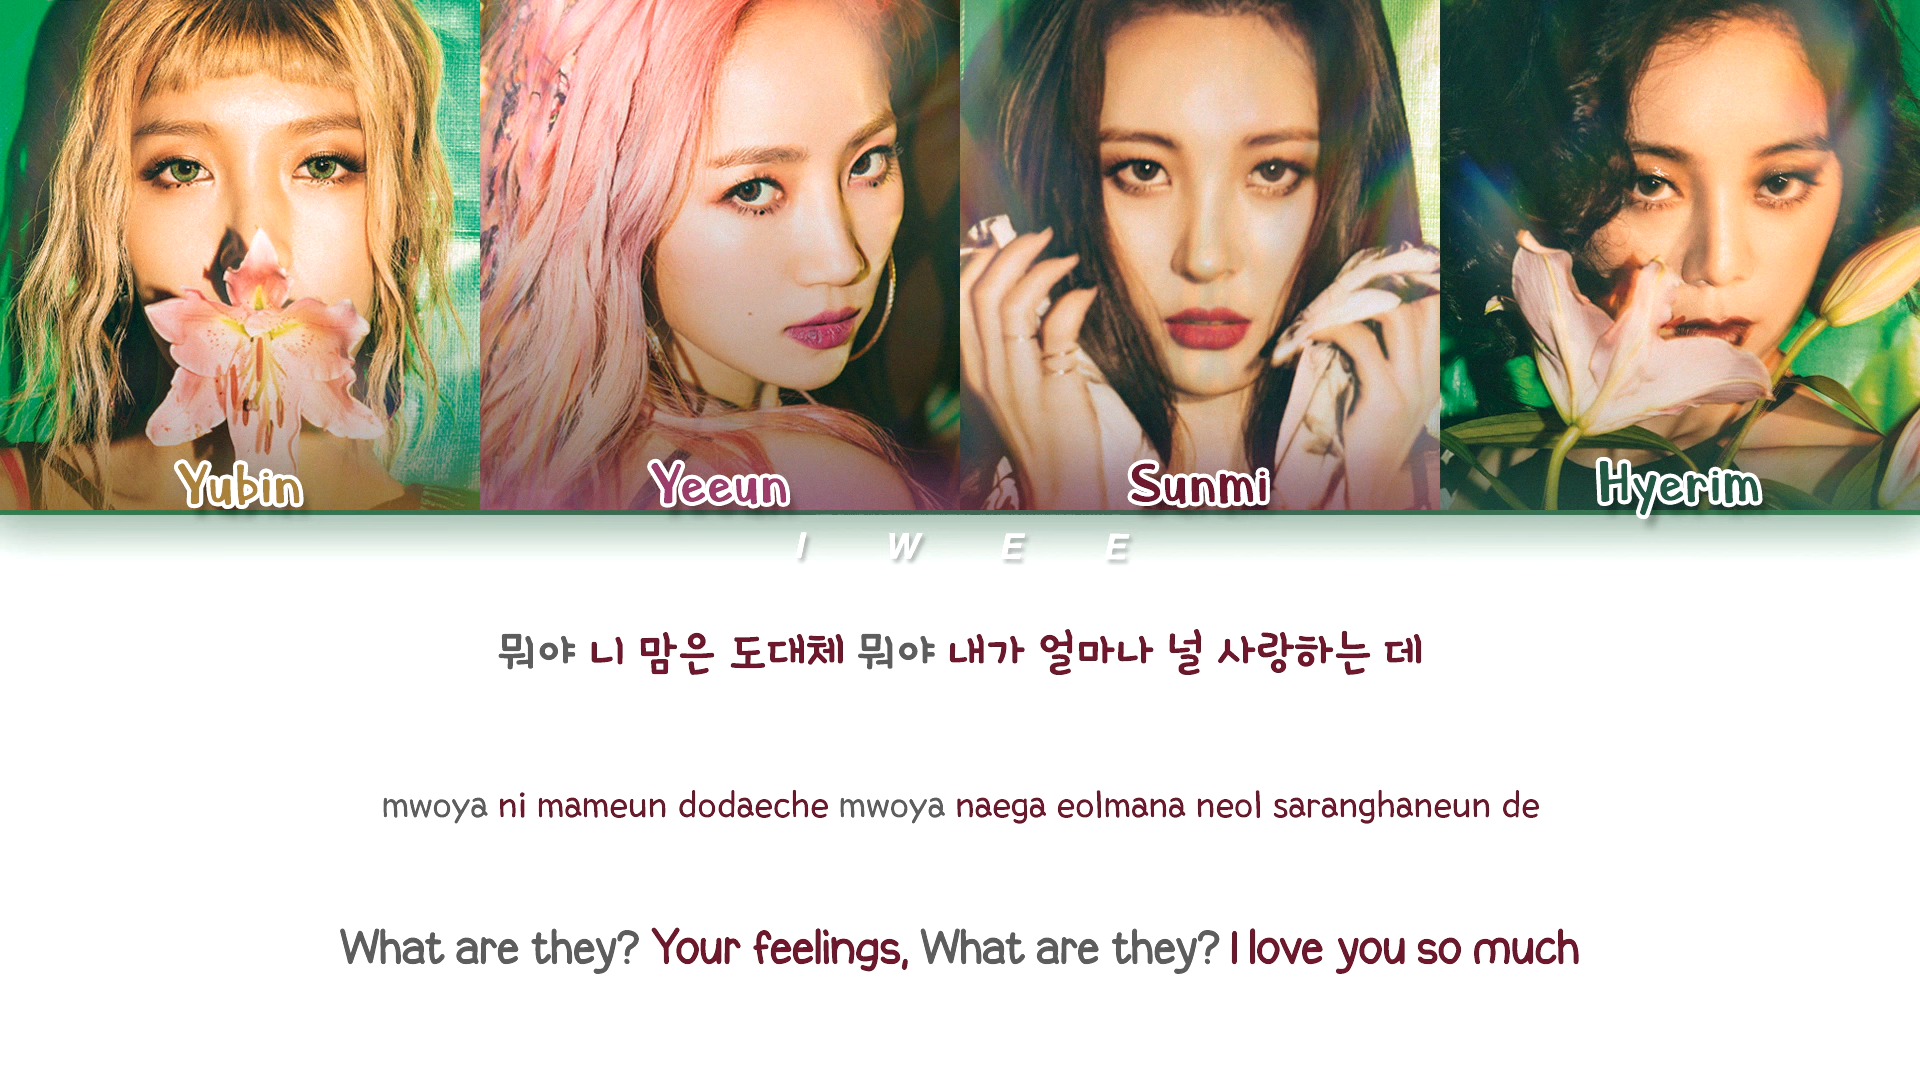 Yubin Yeeun Sunmi Hyerim
I W E E
뭐야 니 맘은 도대체 뭐야 내가 얼마나 널 사랑하는 데
mwoya ni mameun dodaeche mwoya naega eolmana neol saranghaneun de
What are they? Your feelings, What are they? I love you so much